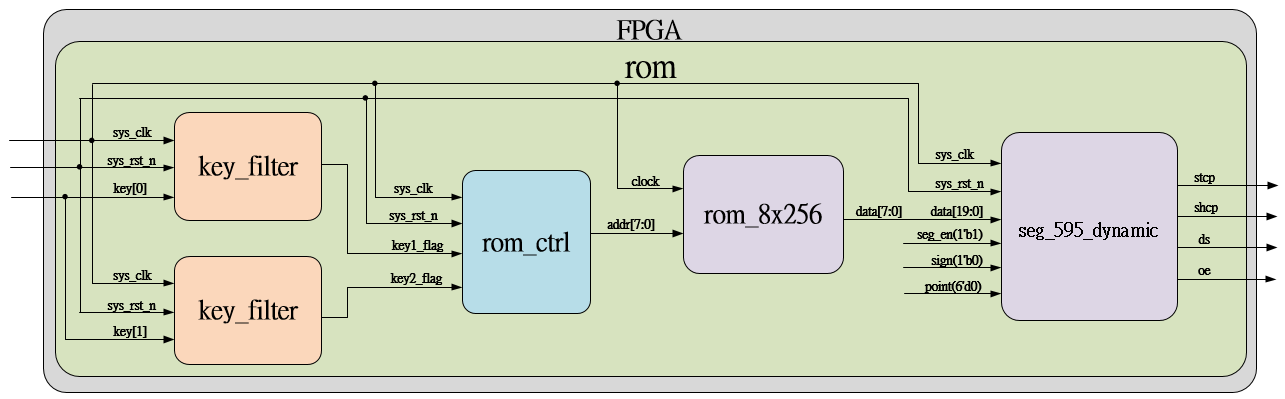 FPGA
rom
sys_clk
sys_rst_n
key[0]
key_filter
sys_clk
sys_rst_n
key[1]
key_filter
sys_clk
sys_rst_n
key1_flag
key2_flag
rom_ctrl
addr[7:0]
clock
rom_8x256
data[7:0]
sys_clk
sys_rst_n
data[19:0]
seg_en(1'b1)
sign(1'b0)
point(6'd0)
seg_595_dynamic
stcp
shcp
ds
oe